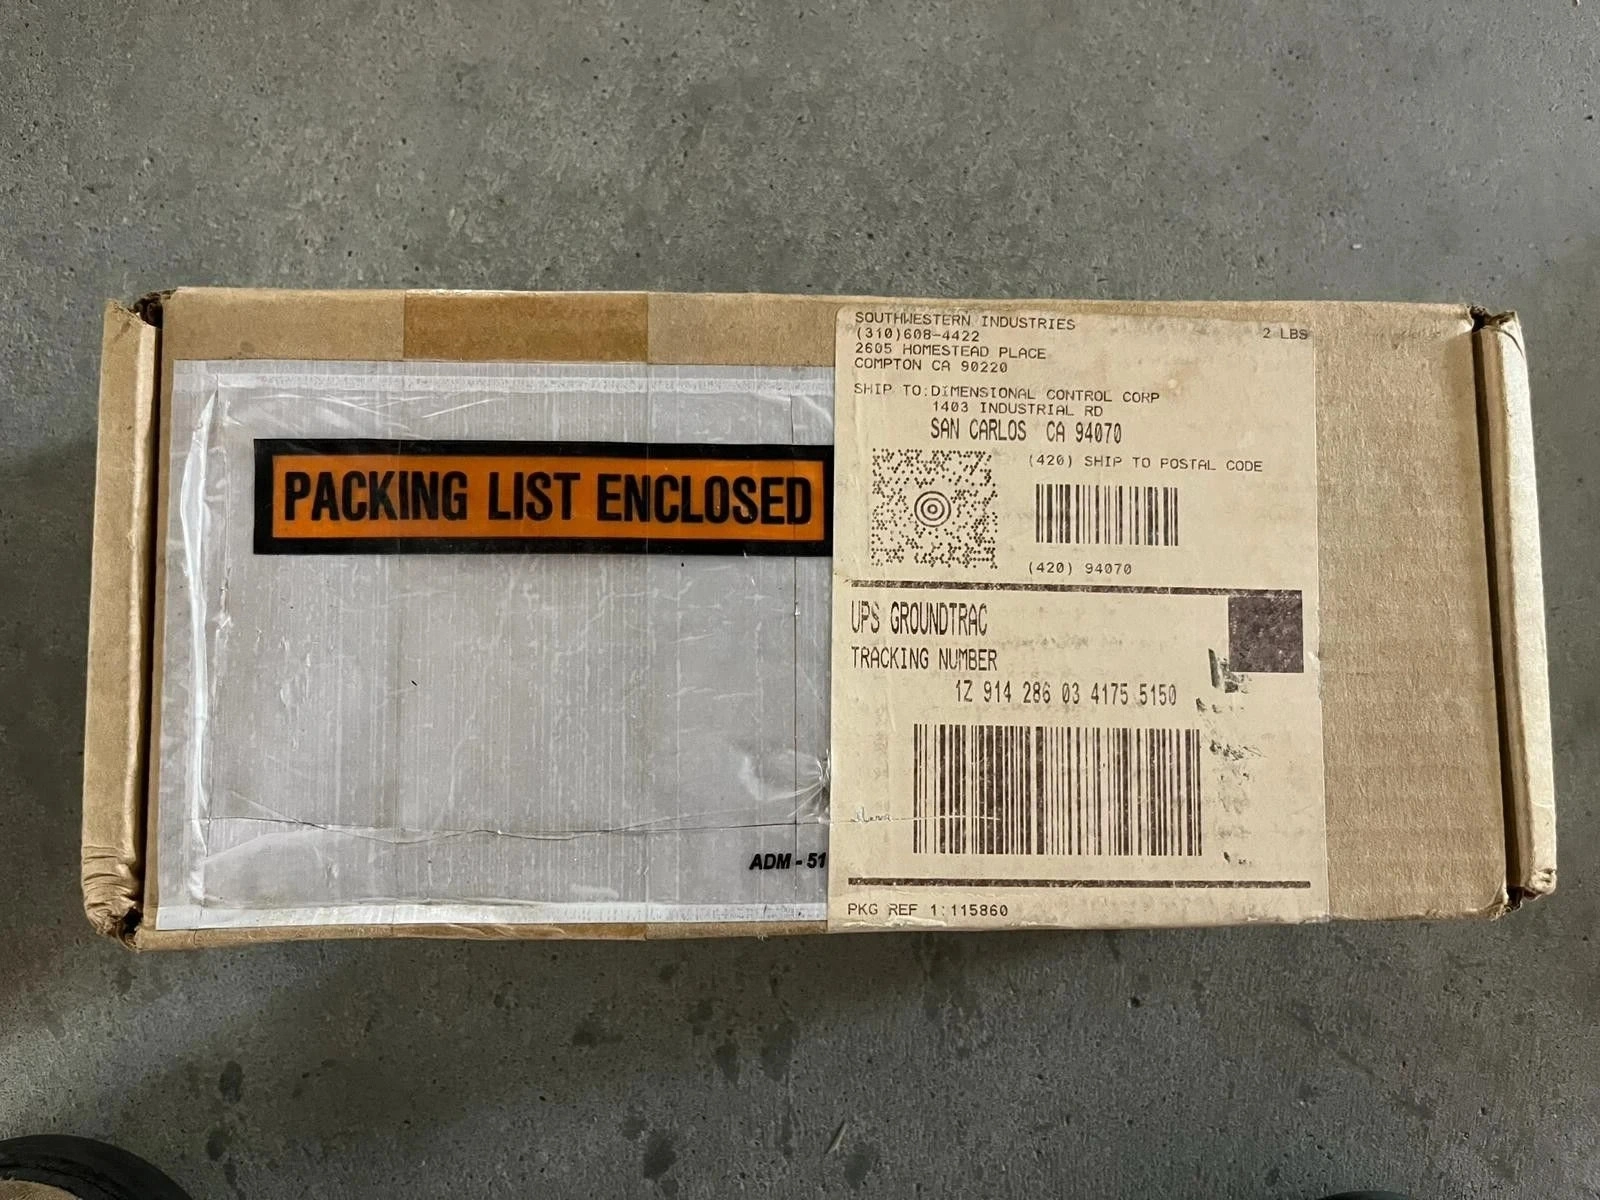 PACKING LIST ENCLOSED
ADM - 51
SOUTHWESTERN INDUSTRIES
2 LBS
(310)608-4422
2605 HOMESTEAD PLACE
COMPTON CA 90220
SHIP TO:DIMENSIONAL CONTROL CORP
1403 INDUSTRIAL RD
SAN CARLOS CA 94070
(420) SHIP TO POSTAL CODE
(420) 94070
UPS GROUNDTRAC
TRACKING NUMBER
1Z 914 286 03 4175 5150
PKG REF 1:115860